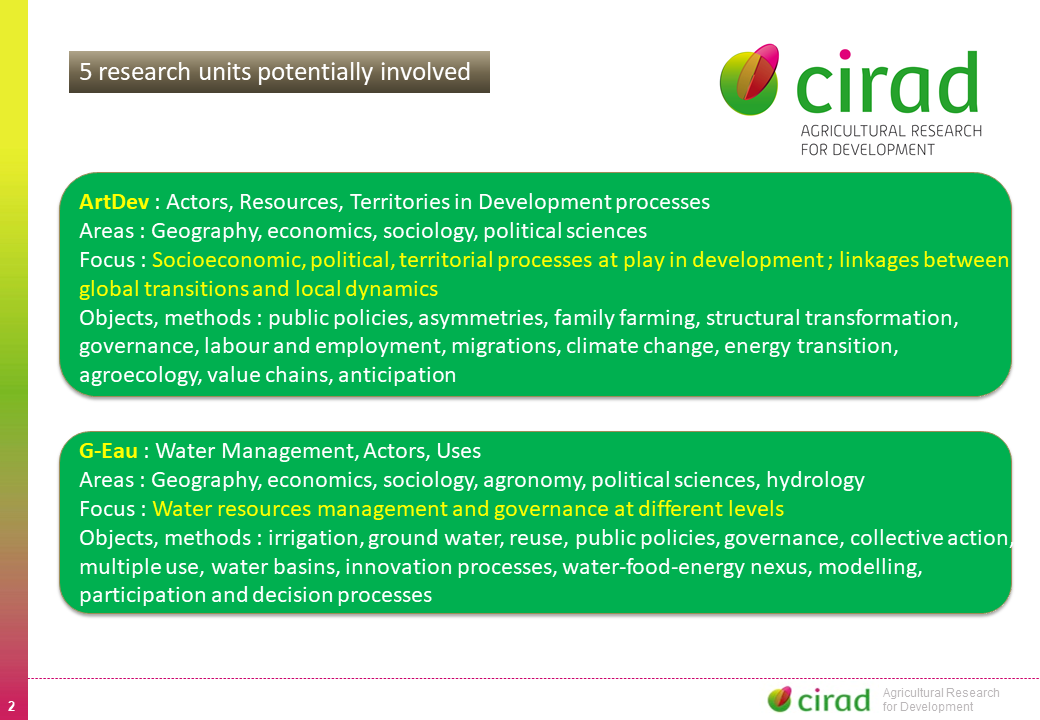 5 research units potentially involved
cirad
AGRICULTURAL RESEARCH
FOR DEVELOPMENT
ArtDev : Actors, Resources, Territories in Development processes
Areas : Geography, economics, sociology, political sciences
Focus : Socioeconomic, political, territorial processes at play in development ; linkages between
global transitions and local dynamics
Objects, methods : public policies, asymmetries, family farming, structural transformation,
governance, labour and employment, migrations, climate change, energy transition,
agroecology, value chains, anticipation
G-Eau : Water Management, Actors, Uses
Areas : Geography, economics, sociology, agronomy, political sciences, hydrology
Focus : Water resources management and governance at different levels
Objects, methods : irrigation, ground water, reuse, public policies, governance, collective action,
multiple use, water basins, innovation processes, water-food-energy nexus, modelling,
participation and decision processes
2
cirad
Agricultural Research
for Development